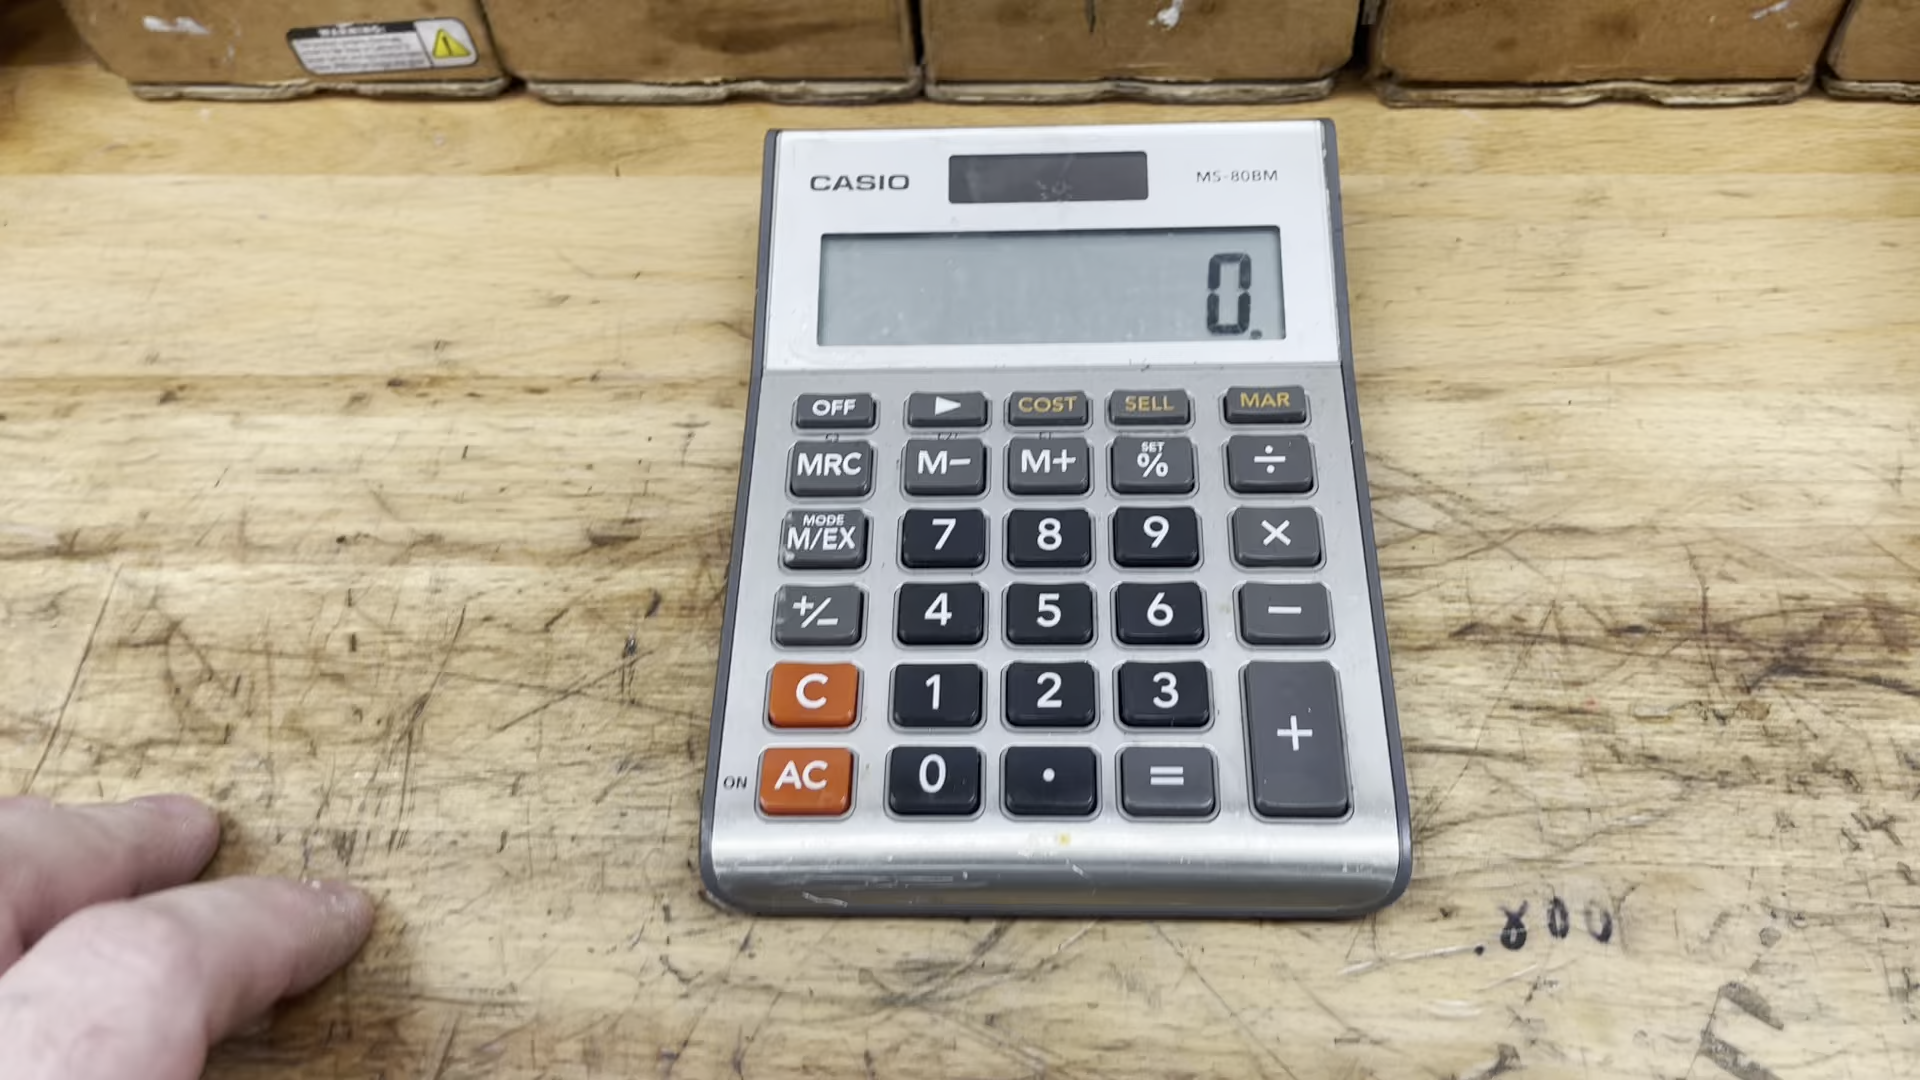 WARNING:
CASIO
MS-80BM
0.
OFF ▶ COST SELL MAR
MRC M− M+ SET % ÷
MODE M/EX 7 8 9 ×
+/− 4 5 6 −
C 1 2 3
+
ON AC 0 · =
.800